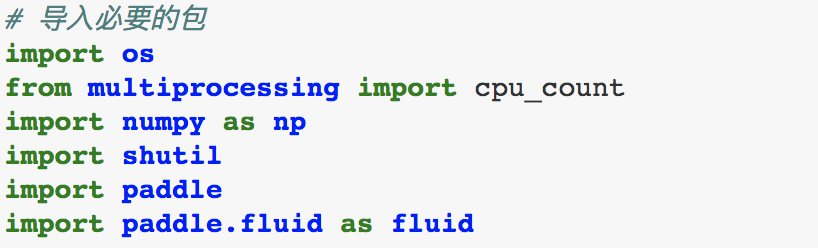 # 导入必要的包
import os
from multiprocessing import cpu_count
import numpy as np
import shutil
import paddle
import paddle.fluid as fluid